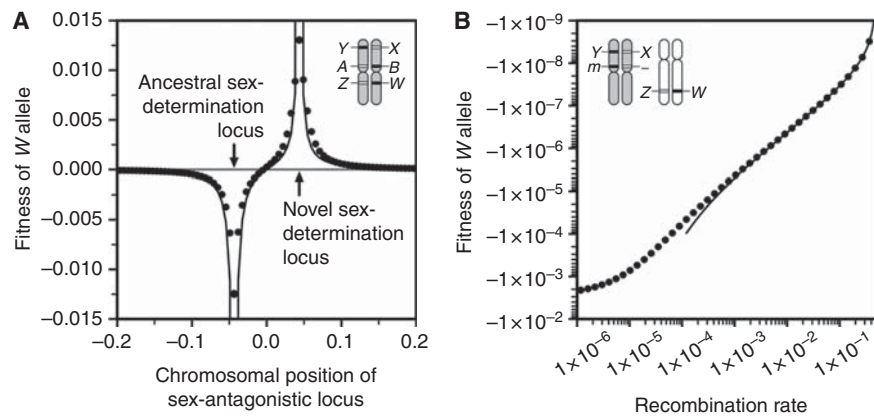 A
Fitness of W allele
0.015
0.010
0.005
0.000
−0.005
−0.010
−0.015
Ancestral sex-
determination
locus
Novel sex-
determination
locus
Y X
A B
Z W
−0.2 −0.1 0.0 0.1 0.2
Chromosomal position of
sex-antagonistic locus
B
Fitness of W allele
−1×10−9
−1×10−8
−1×10−7
−1×10−6
−1×10−5
−1×10−4
−1×10−3
−1×10−2
Y X
m –
Z W
1×10−6 1×10−5 1×10−4 1×10−3 1×10−2 1×10−1
Recombination rate